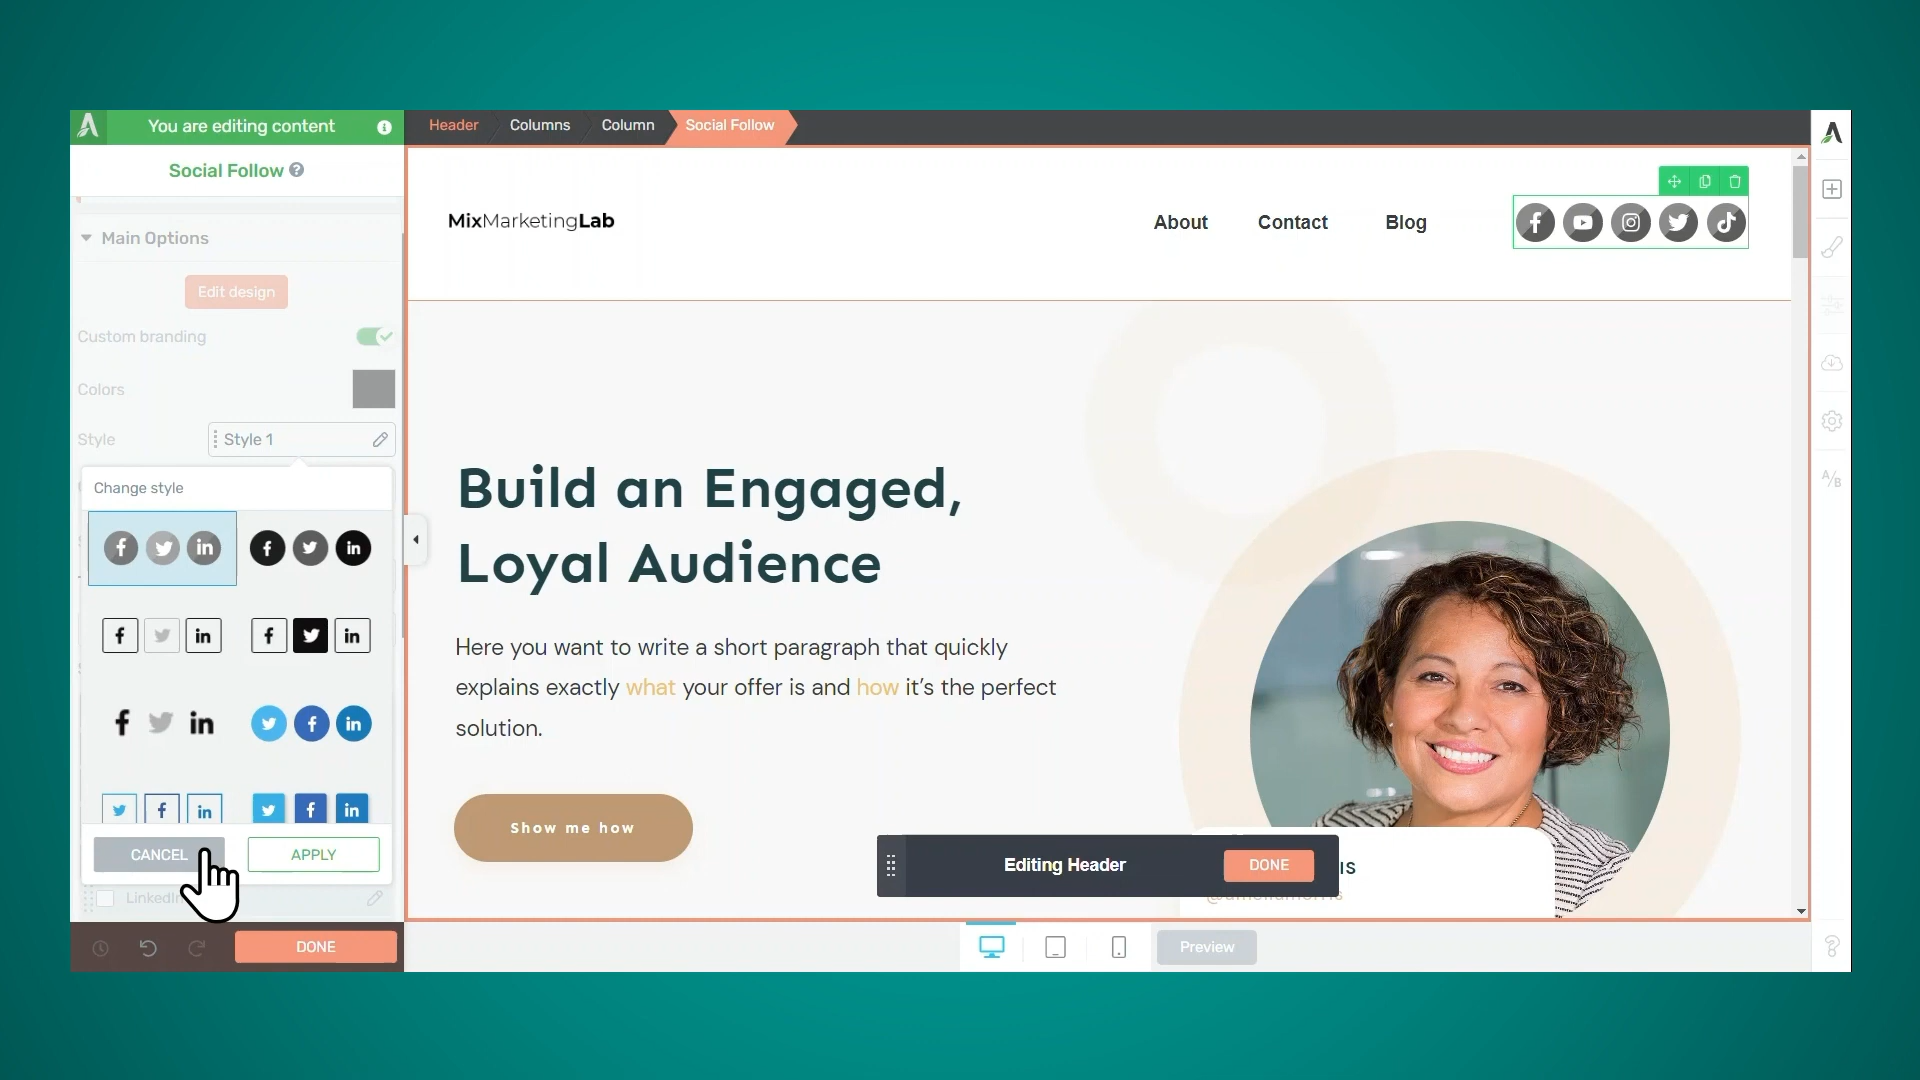 You are editing content
Header
Columns
Column
Social Follow
Social Follow
Main Options
Edit design
Custom branding
Colors
Style
Style 1
Change style
CANCEL
APPLY
DONE
MixMarketingLab
About
Contact
Blog
Build an Engaged,
Loyal Audience
Here you want to write a short paragraph that quickly
explains exactly what your offer is and how it's the perfect
solution.
Show me how
Editing Header
DONE
Preview
A/B